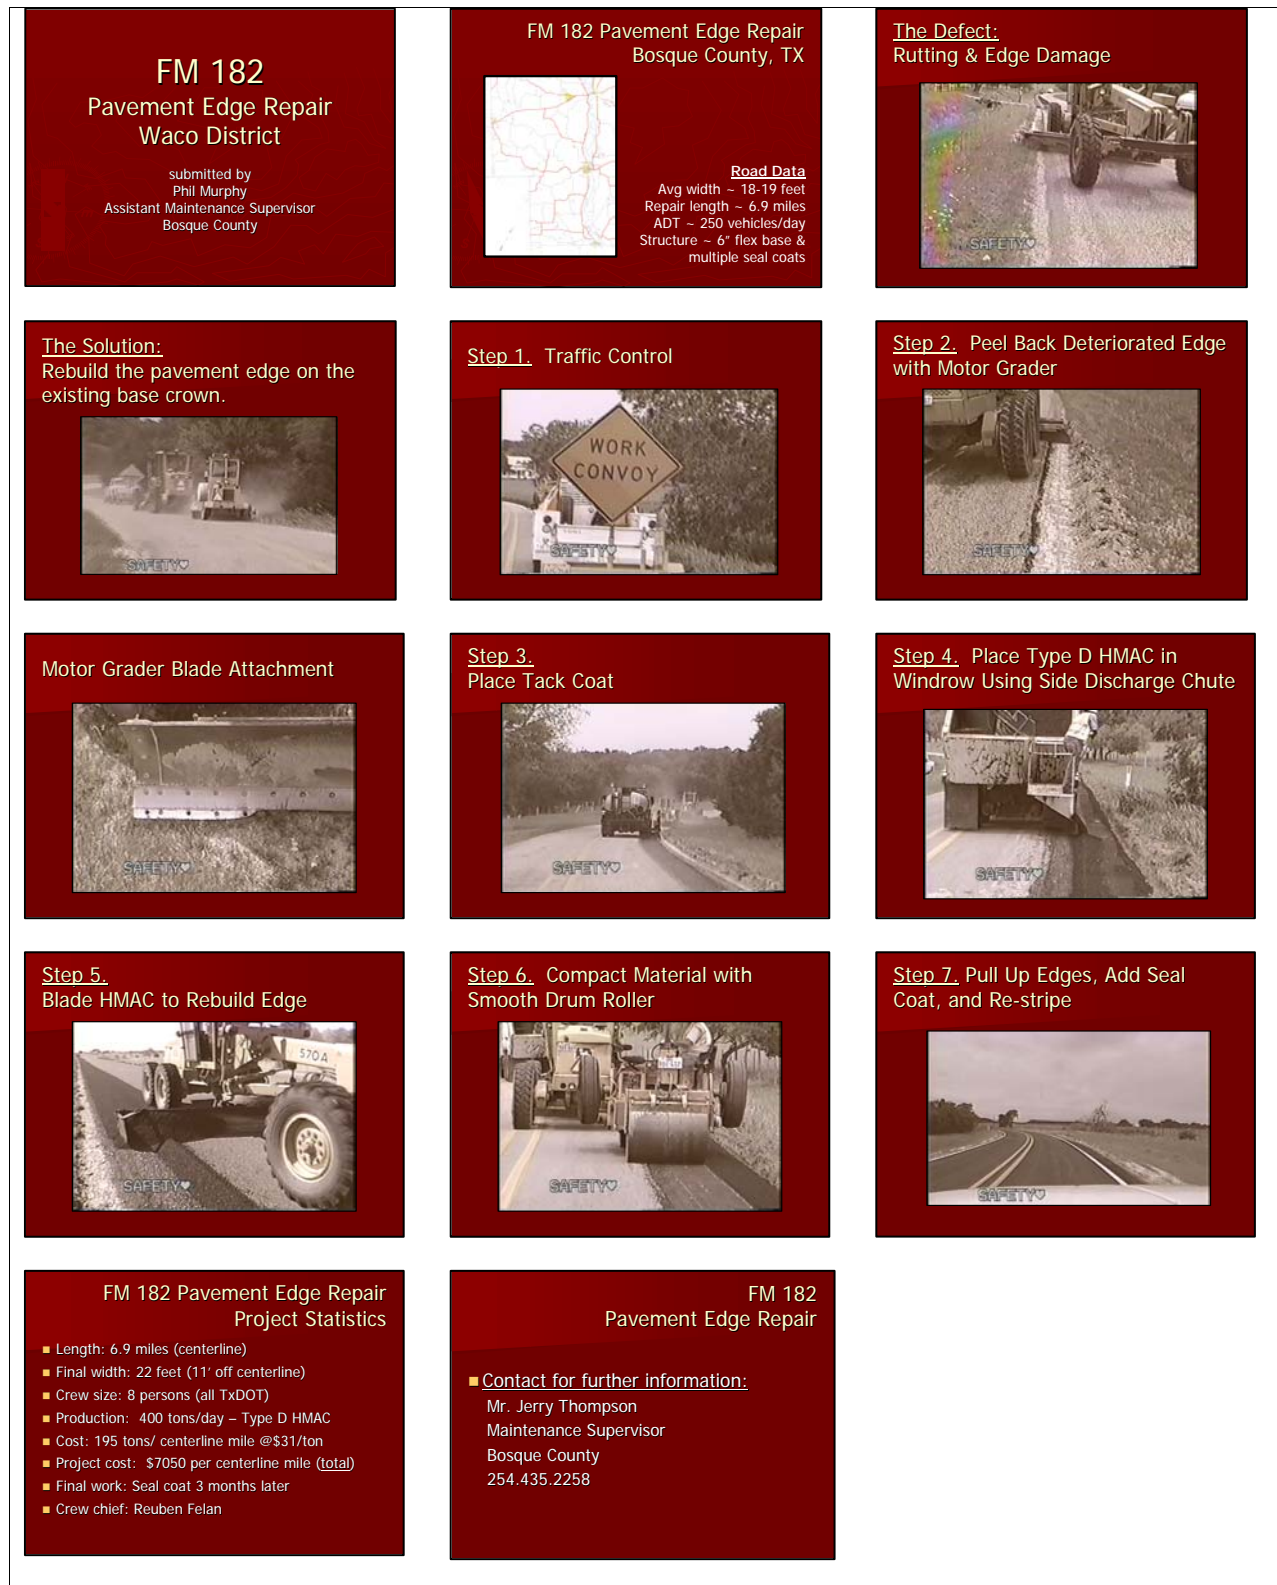 FM 182
Pavement Edge Repair
Waco District
submitted by
Phil Murphy
Assistant Maintenance Supervisor
Bosque County
FM 182 Pavement Edge Repair
Bosque County, TX
Road Data
Avg width ~ 18-19 feet
Repair length ~ 6.9 miles
ADT ~ 250 vehicles/day
Structure ~ 6" flex base &
multiple seal coats
The Defect:
Rutting & Edge Damage
SAFETY♥
The Solution:
Rebuild the pavement edge on the
existing base crown.
SAFETY♥
Step 1. Traffic Control
WORK
CONVOY
SAFETY♥
Step 2. Peel Back Deteriorated Edge
with Motor Grader
SAFETY♥
Motor Grader Blade Attachment
SAFETY♥
Step 3.
Place Tack Coat
SAFETY♥
Step 4. Place Type D HMAC in
Windrow Using Side Discharge Chute
SAFETY♥
Step 5.
Blade HMAC to Rebuild Edge
570A
SAFETY♥
Step 6. Compact Material with
Smooth Drum Roller
SAFETY♥
Step 7. Pull Up Edges, Add Seal
Coat, and Re-stripe
SAFETY♥
FM 182 Pavement Edge Repair
Project Statistics
■ Length: 6.9 miles (centerline)
■ Final width: 22 feet (11' off centerline)
■ Crew size: 8 persons (all TxDOT)
■ Production: 400 tons/day – Type D HMAC
■ Cost: 195 tons/ centerline mile @$31/ton
■ Project cost: $7050 per centerline mile (total)
■ Final work: Seal coat 3 months later
■ Crew chief: Reuben Felan
FM 182
Pavement Edge Repair
■ Contact for further information:
Mr. Jerry Thompson
Maintenance Supervisor
Bosque County
254.435.2258